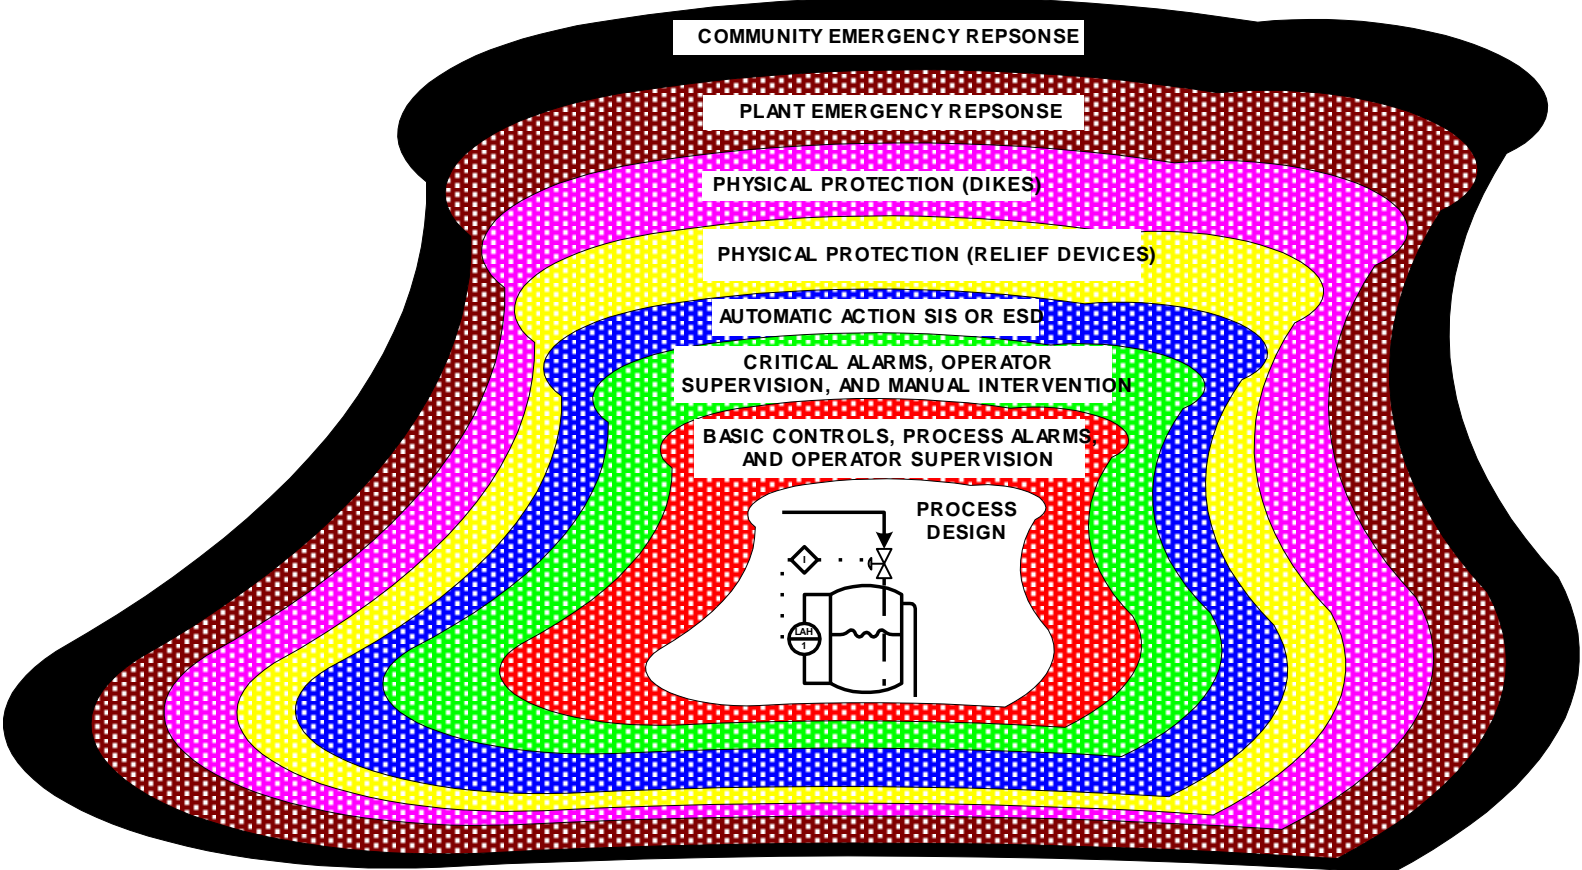 COMMUNITY EMERGENCY REPSONSE
PLANT EMERGENCY REPSONSE
PHYSICAL PROTECTION (DIKES)
PHYSICAL PROTECTION (RELIEF DEVICES)
AUTOMATIC ACTION SIS OR ESD
CRITICAL ALARMS, OPERATOR
SUPERVISION, AND MANUAL INTERVENTION
BASIC CONTROLS, PROCESS ALARMS,
AND OPERATOR SUPERVISION
PROCESS
DESIGN
I
LAH
1